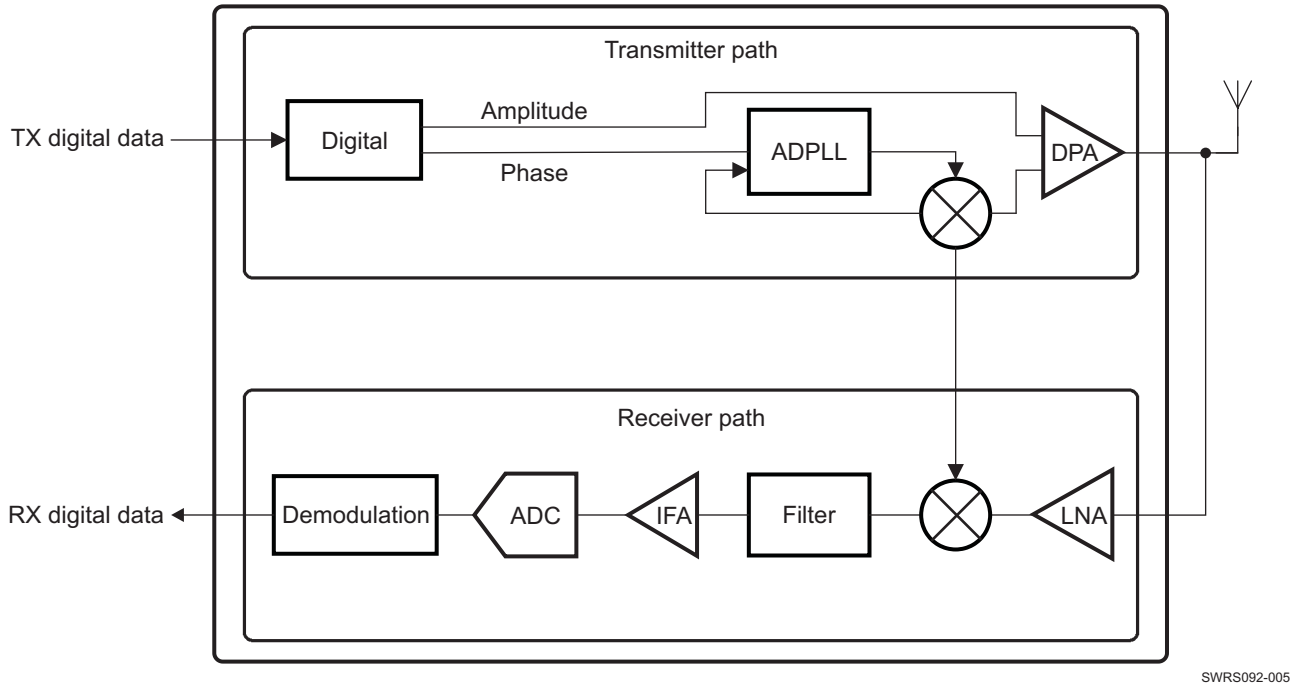 Transmitter path
Amplitude
TX digital data
Digital
ADPLL
DPA
Phase
Receiver path
RX digital data
Demodulation
ADC
IFA
Filter
LNA
SWRS092-005